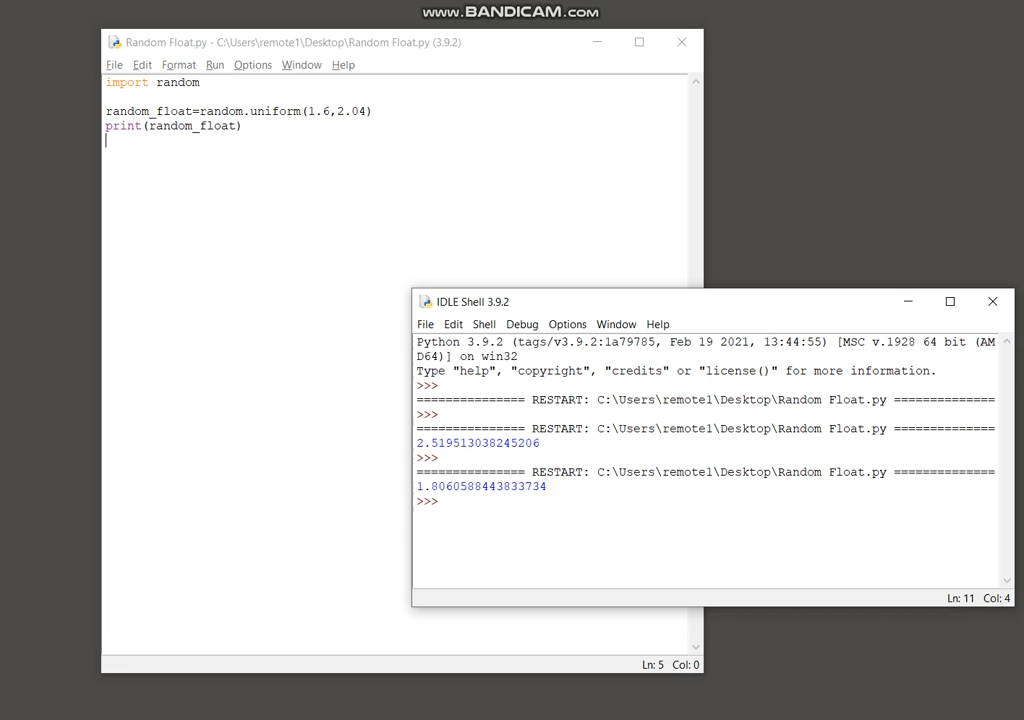 www.BANDICAM.com
Random Float.py - C:\Users\remote1\Desktop\Random Float.py (3.9.2)
File Edit Format Run Options Window Help
import random
random_float=random.uniform(1.6,2.04)
print(random_float)
IDLE Shell 3.9.2
File Edit Shell Debug Options Window Help
Python 3.9.2 (tags/v3.9.2:1a79785, Feb 19 2021, 13:44:55) [MSC v.1928 64 bit (AM
D64)] on win32
Type "help", "copyright", "credits" or "license()" for more information.
>>>
=============== RESTART: C:\Users\remote1\Desktop\Random Float.py ==============
>>>
=============== RESTART: C:\Users\remote1\Desktop\Random Float.py ==============
2.519513038245206
>>>
=============== RESTART: C:\Users\remote1\Desktop\Random Float.py ==============
1.8060588443833734
>>>
Ln: 11 Col: 4
Ln: 5 Col: 0